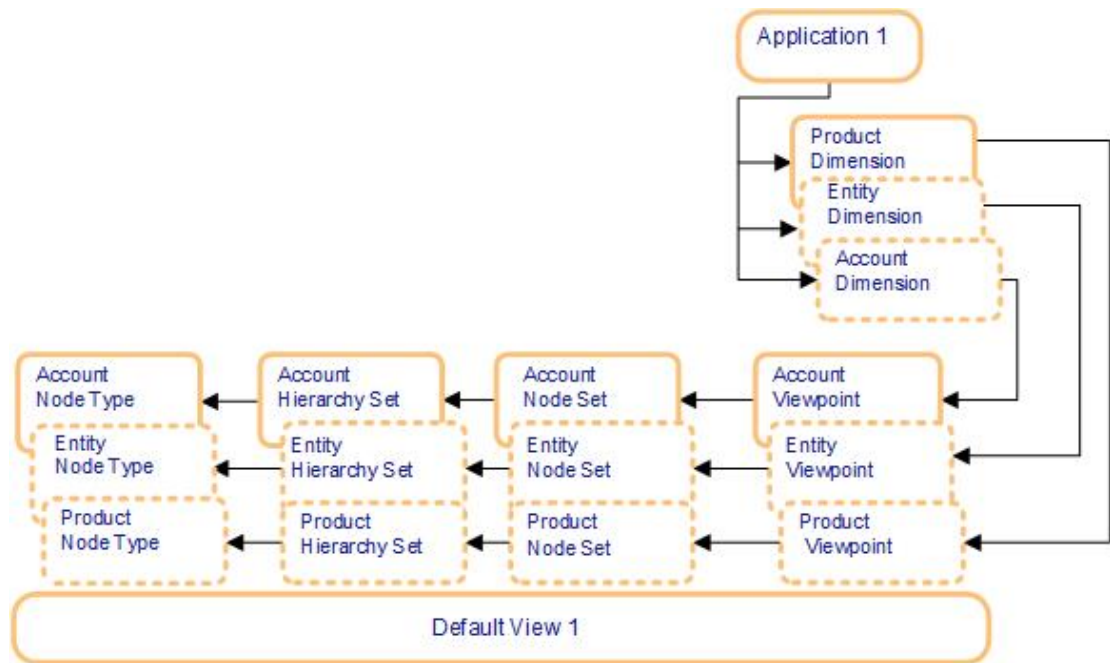 Application 1
Product
Dimension
Entity
Dimension
Account
Dimension
Account
Node Type
Account
Hierarchy Set
Account
Node Set
Account
Viewpoint
Entity
Node Type
Entity
Hierarchy Set
Entity
Node Set
Entity
Viewpoint
Product
Node Type
Product
Hierarchy Set
Product
Node Set
Product
Viewpoint
Default View 1